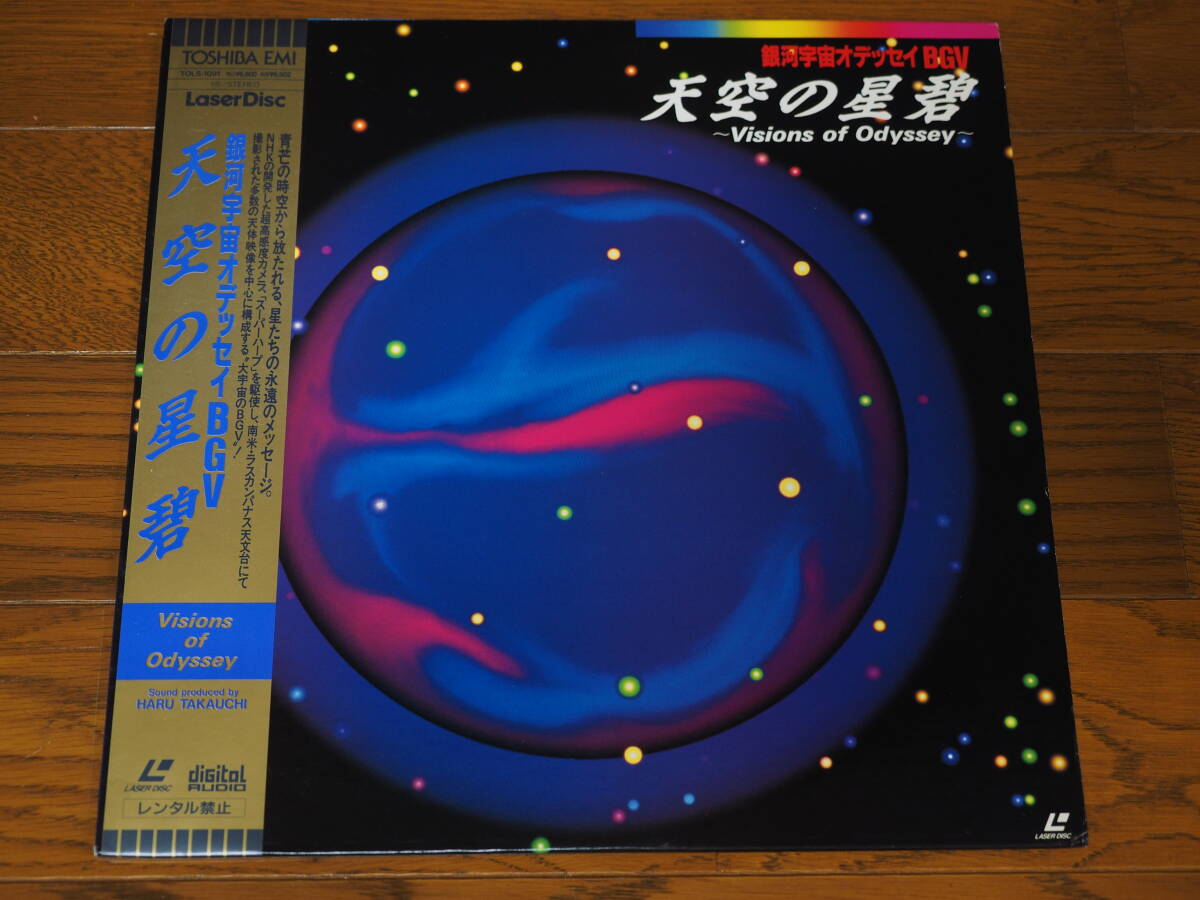 TOSHIBA EMI
TOLS-1091
STEREO
LaserDisc
青芒の時空から放たれる、星たちの永遠のメッセージ。
NHKの開発した超高感度カメラ、「スーパーハープ」を駆使し、南米・ラスカンパナス天文台にて
撮影された多数の天体映像を中心に構成する"大宇宙のBGV"!
銀河宇宙オデッセイBGV
天空の星碧
Visions
of
Odyssey
Sound produced by
HARU TAKAUCHI
LASER DISC
digital
AUDIO
レンタル禁止
銀河宇宙オデッセイBGV
天空の星碧
~Visions of Odyssey~
LASER DISC